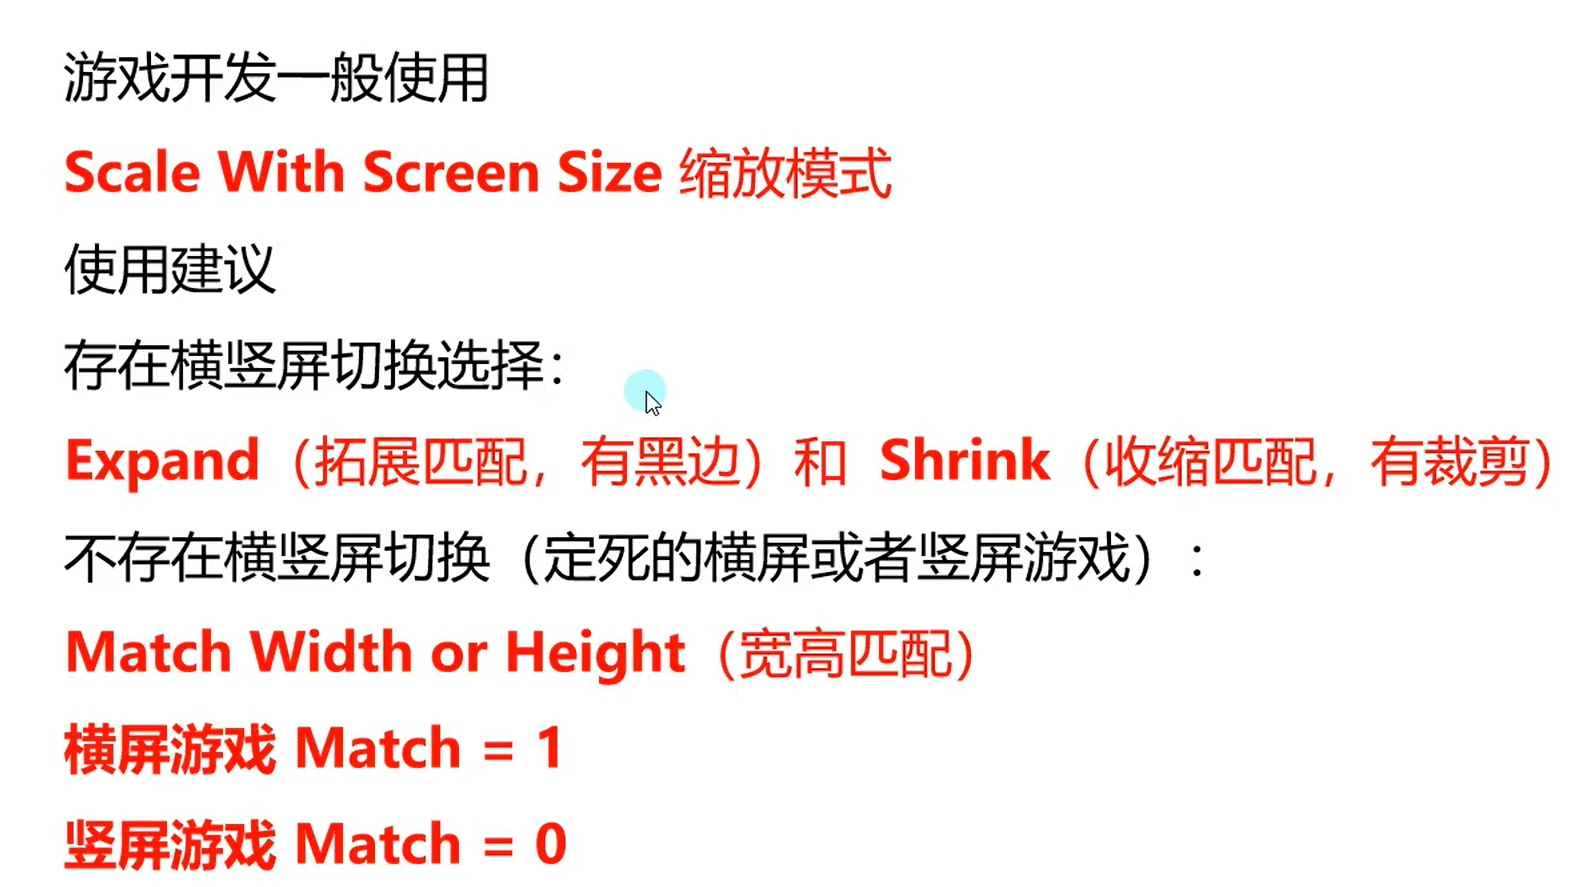 游戏开发一般使用
Scale With Screen Size 缩放模式
使用建议
存在横竖屏切换选择：
Expand（拓展匹配，有黑边）和 Shrink（收缩匹配，有裁剪）
不存在横竖屏切换（定死的横屏或者竖屏游戏）：
Match Width or Height（宽高匹配）
横屏游戏 Match = 1
竖屏游戏 Match = 0